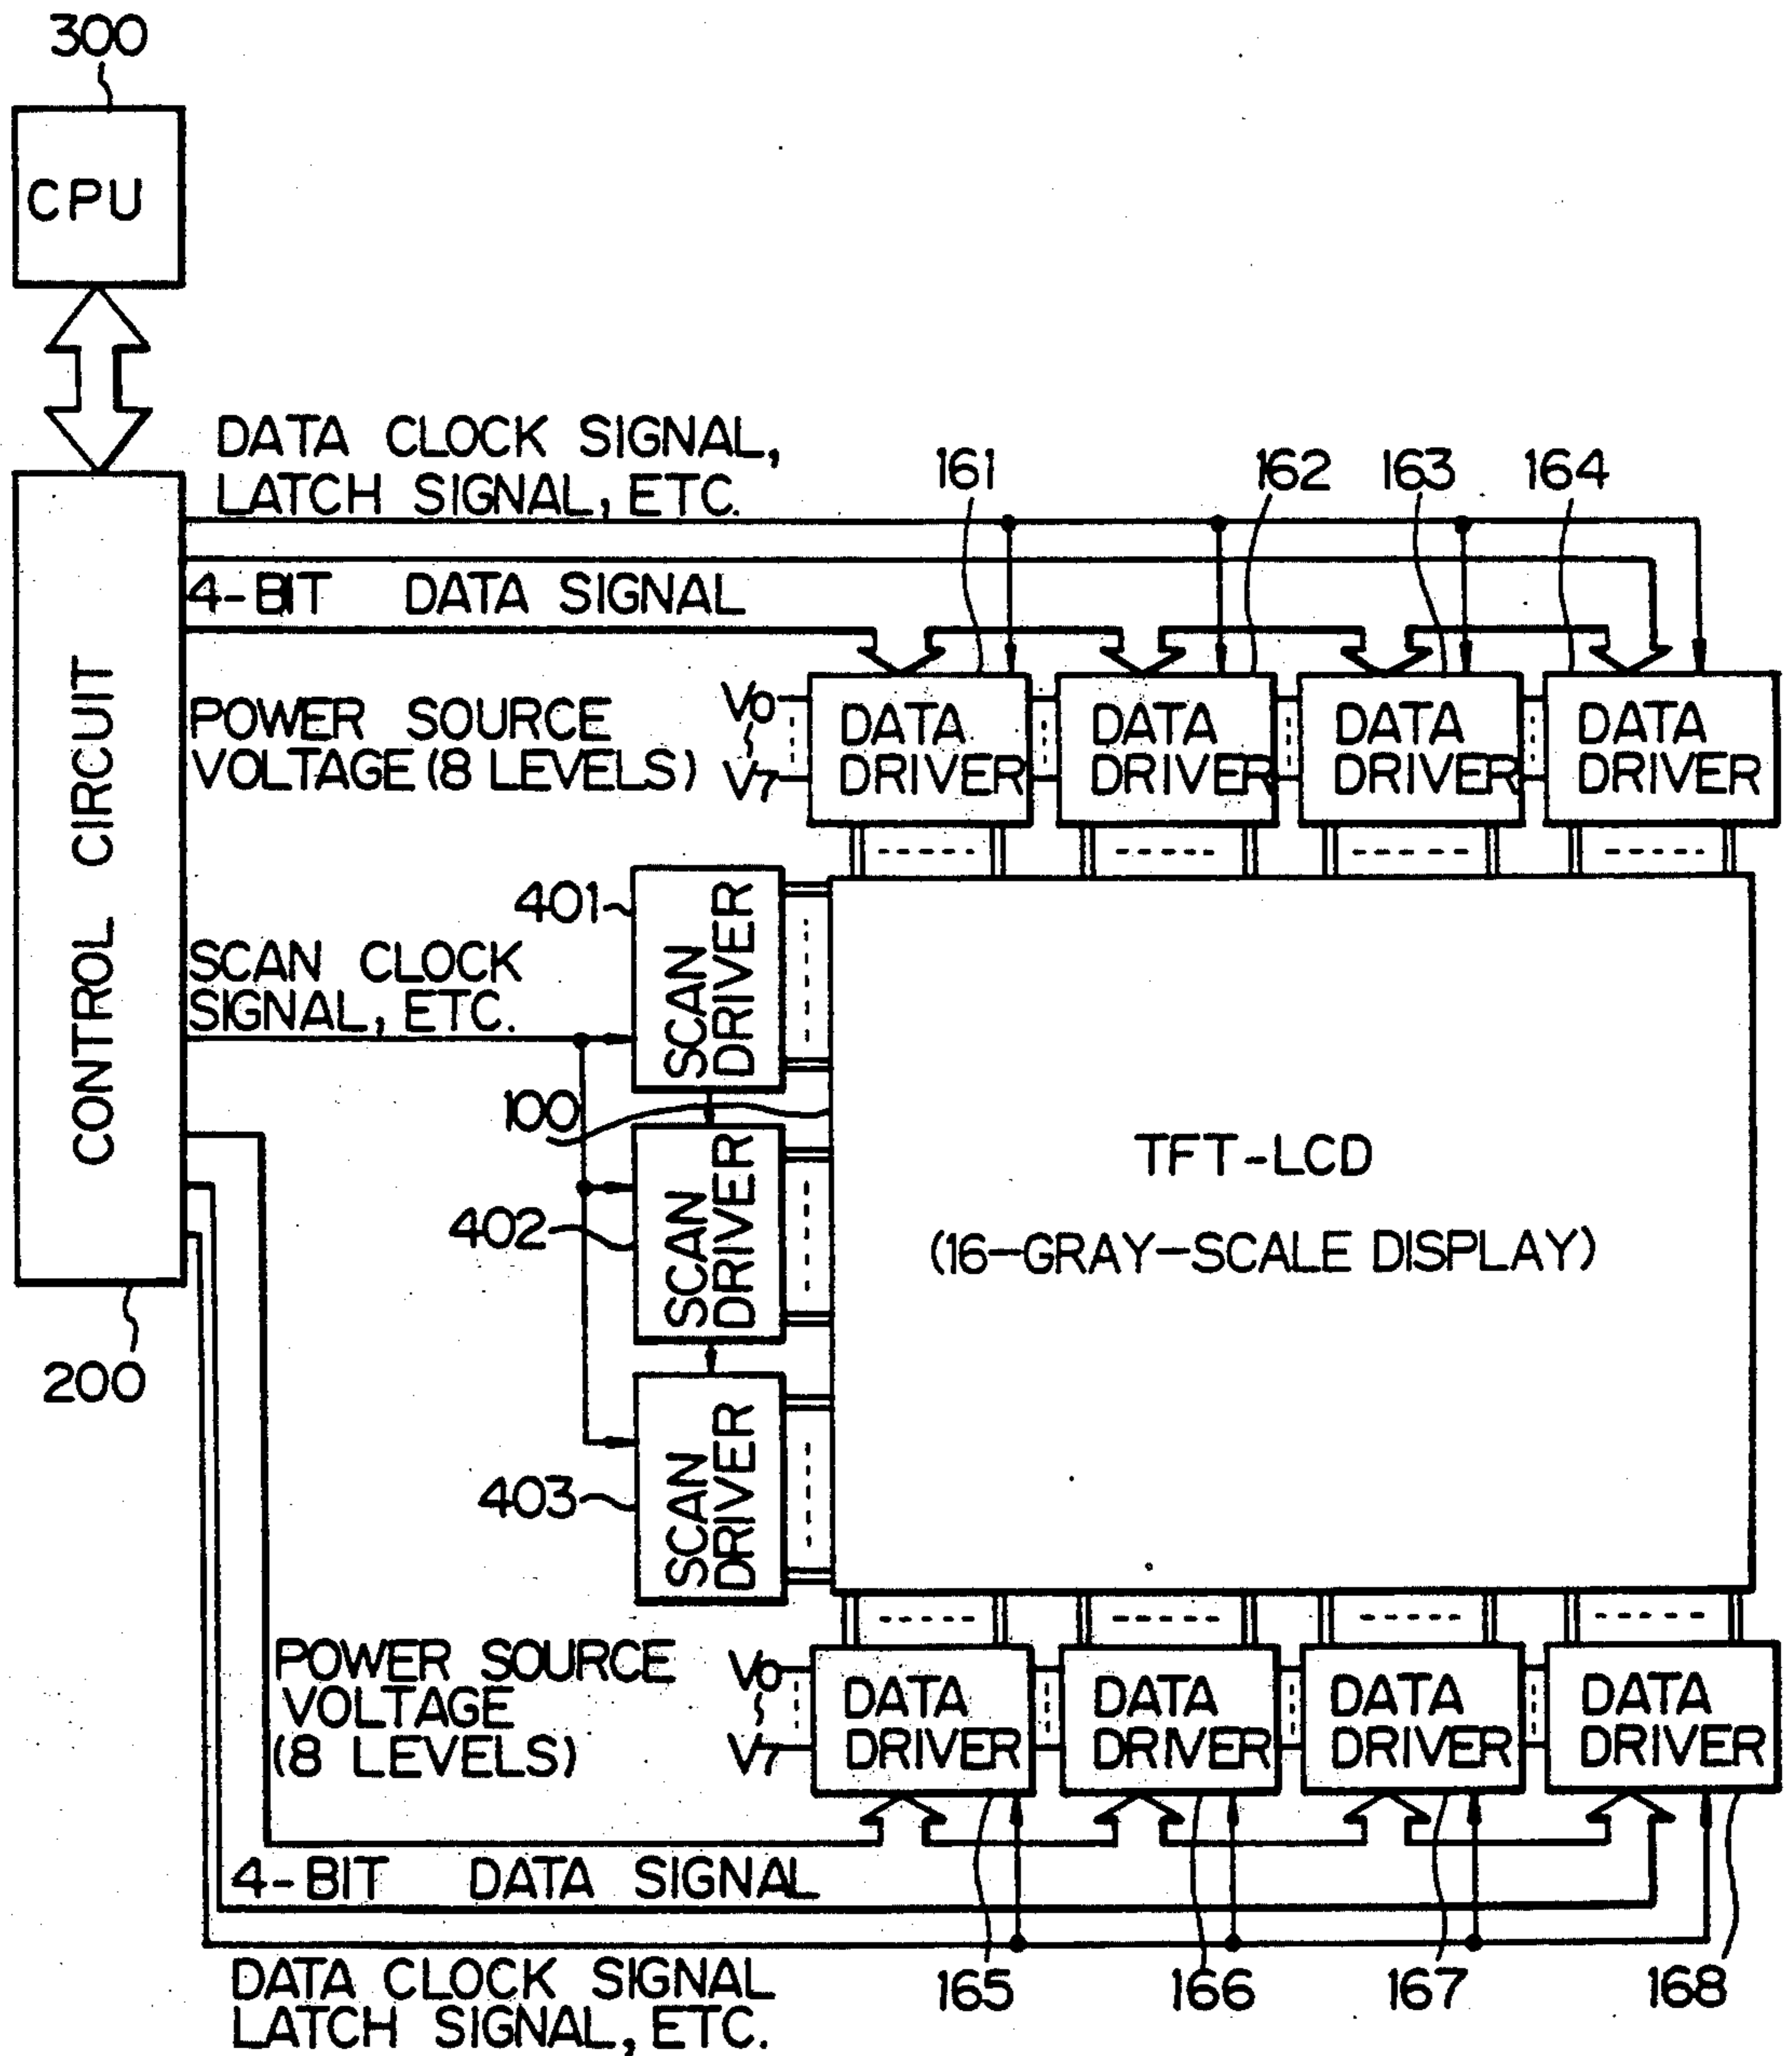 300
CPU
DATA CLOCK SIGNAL,
LATCH SIGNAL, ETC.
161
162
163
164
4-BIT DATA SIGNAL
CONTROL CIRCUIT
POWER SOURCE
VOLTAGE (8 LEVELS)
V0
V7
DATA
DRIVER
DATA
DRIVER
DATA
DRIVER
DATA
DRIVER
401
SCAN
DRIVER
SCAN CLOCK
SIGNAL, ETC.
100
TFT-LCD
(16-GRAY-SCALE DISPLAY)
402
SCAN
DRIVER
200
403
SCAN
DRIVER
POWER SOURCE
VOLTAGE
(8 LEVELS)
V0
V7
DATA
DRIVER
DATA
DRIVER
DATA
DRIVER
DATA
DRIVER
4-BIT DATA SIGNAL
165
166
167
168
DATA CLOCK SIGNAL
LATCH SIGNAL, ETC.